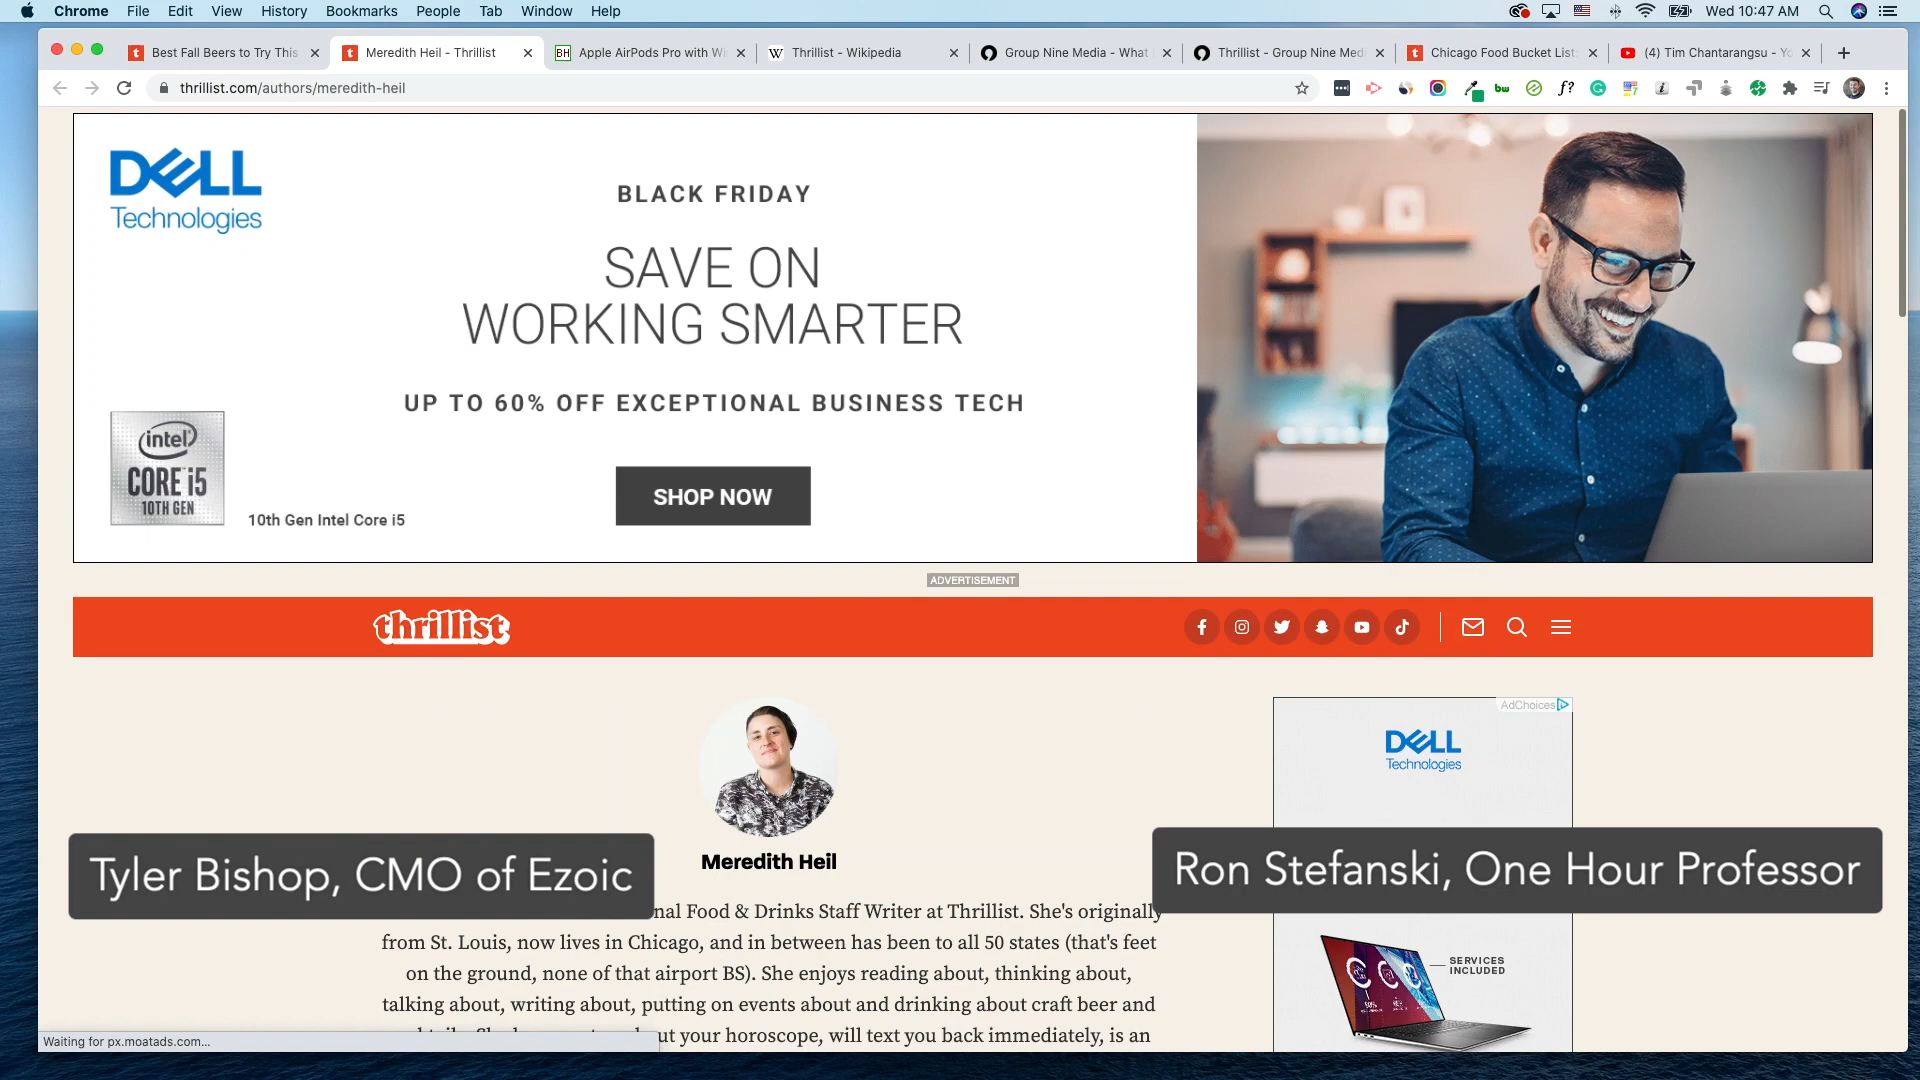 Chrome File Edit View History Bookmarks People Tab Window Help
Wed 10:47 AM
Best Fall Beers to Try This
Meredith Heil - Thrillist
Apple AirPods Pro with Wi
Thrillist - Wikipedia
Group Nine Media - What
Thrillist - Group Nine Medi
Chicago Food Bucket List:
(4) Tim Chantarangsu - Yo
thrillist.com/authors/meredith-heil
DELL
Technologies
BLACK FRIDAY
SAVE ON
WORKING SMARTER
UP TO 60% OFF EXCEPTIONAL BUSINESS TECH
intel
CORE i5
10TH GEN
10th Gen Intel Core i5
SHOP NOW
ADVERTISEMENT
thrillist
AdChoices
DELL
Technologies
Meredith Heil
Tyler Bishop, CMO of Ezoic
Ron Stefanski, One Hour Professor
nal Food & Drinks Staff Writer at Thrillist. She's originally
from St. Louis, now lives in Chicago, and in between has been to all 50 states (that's feet
on the ground, none of that airport BS). She enjoys reading about, thinking about,
talking about, writing about, putting on events about and drinking about craft beer and
ut your horoscope, will text you back immediately, is an
SERVICES
INCLUDED
Waiting for px.moatads.com...